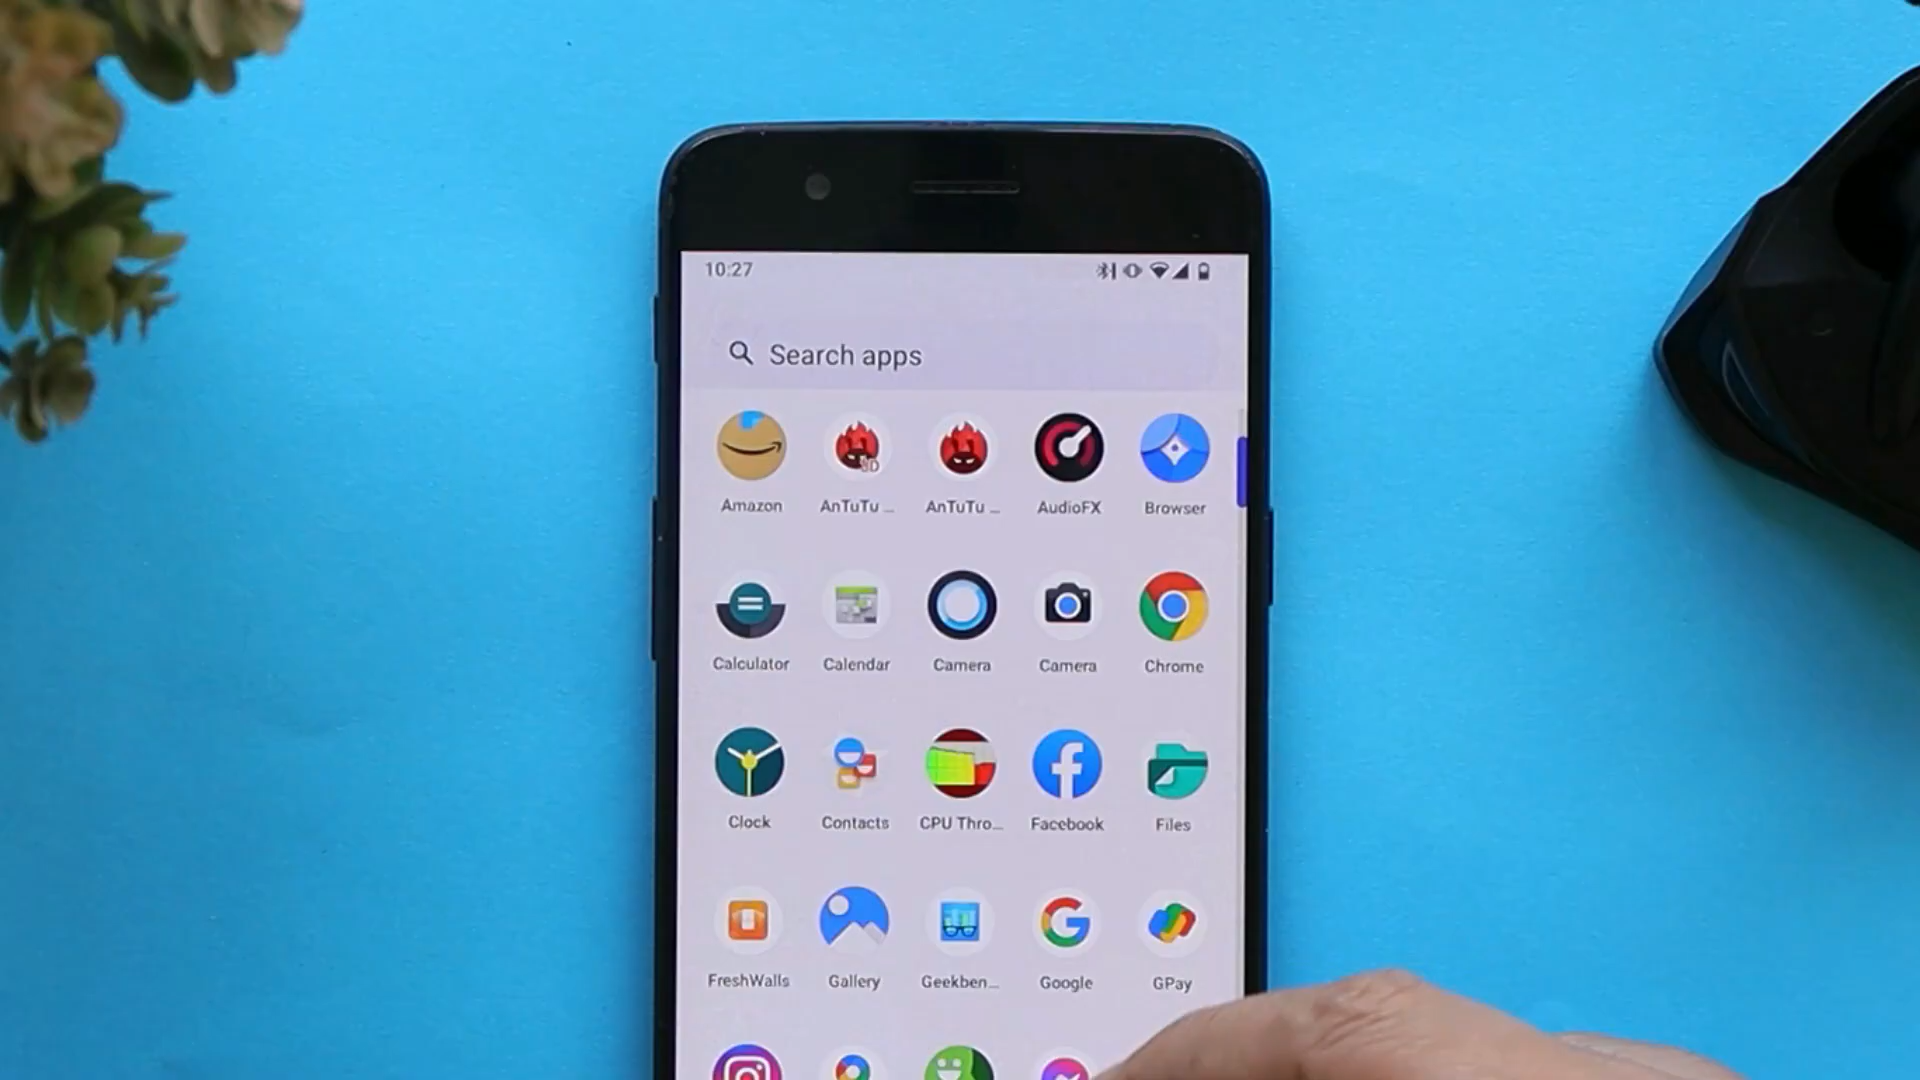 10:27
Search apps
Amazon AnTuTu ... AnTuTu ... AudioFX Browser
Calculator Calendar Camera Camera Chrome
Clock Contacts CPU Thro... Facebook Files
FreshWalls Gallery Geekben... Google GPay